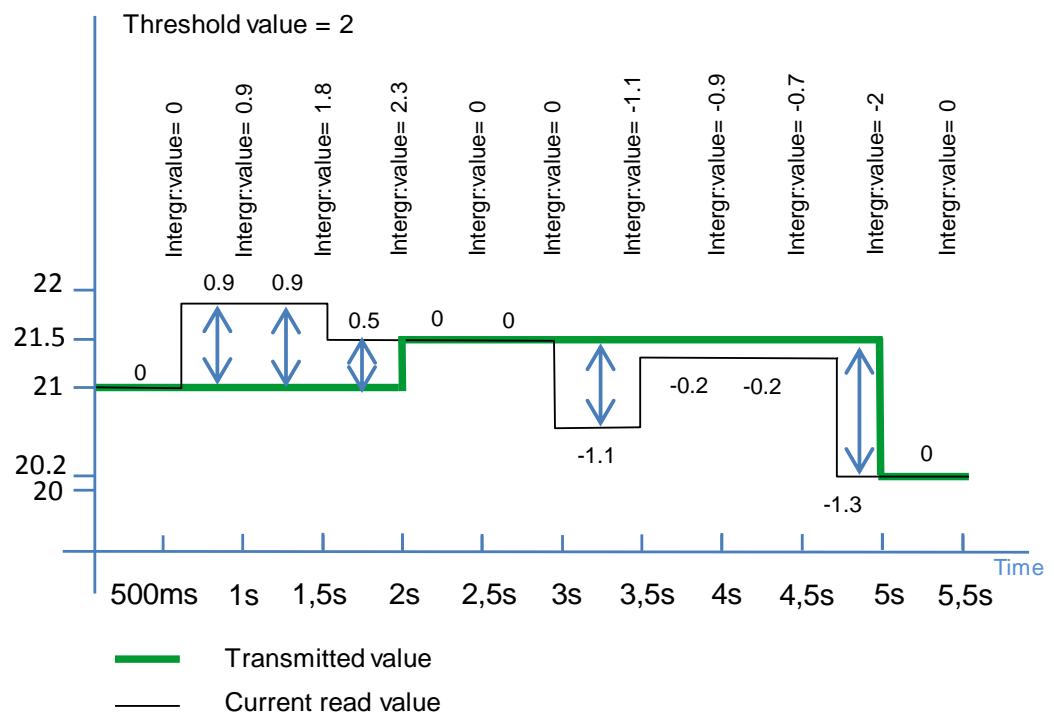 Threshold value = 2
Intergr:value= 0
Intergr:value= 0.9
Intergr:value= 1.8
Intergr:value= 2.3
Intergr:value= 0
Intergr:value= 0
Intergr:value= -1.1
Intergr:value= -0.9
Intergr:value= -0.7
Intergr:value= -2
Intergr:value= 0
22
21.5
21
20.2
20
0
0.9
0.9
0.5
0
0
-1.1
-0.2
-0.2
-1.3
0
500ms
1s
1,5s
2s
2,5s
3s
3,5s
4s
4,5s
5s
5,5s
Time
Transmitted value
Current read value